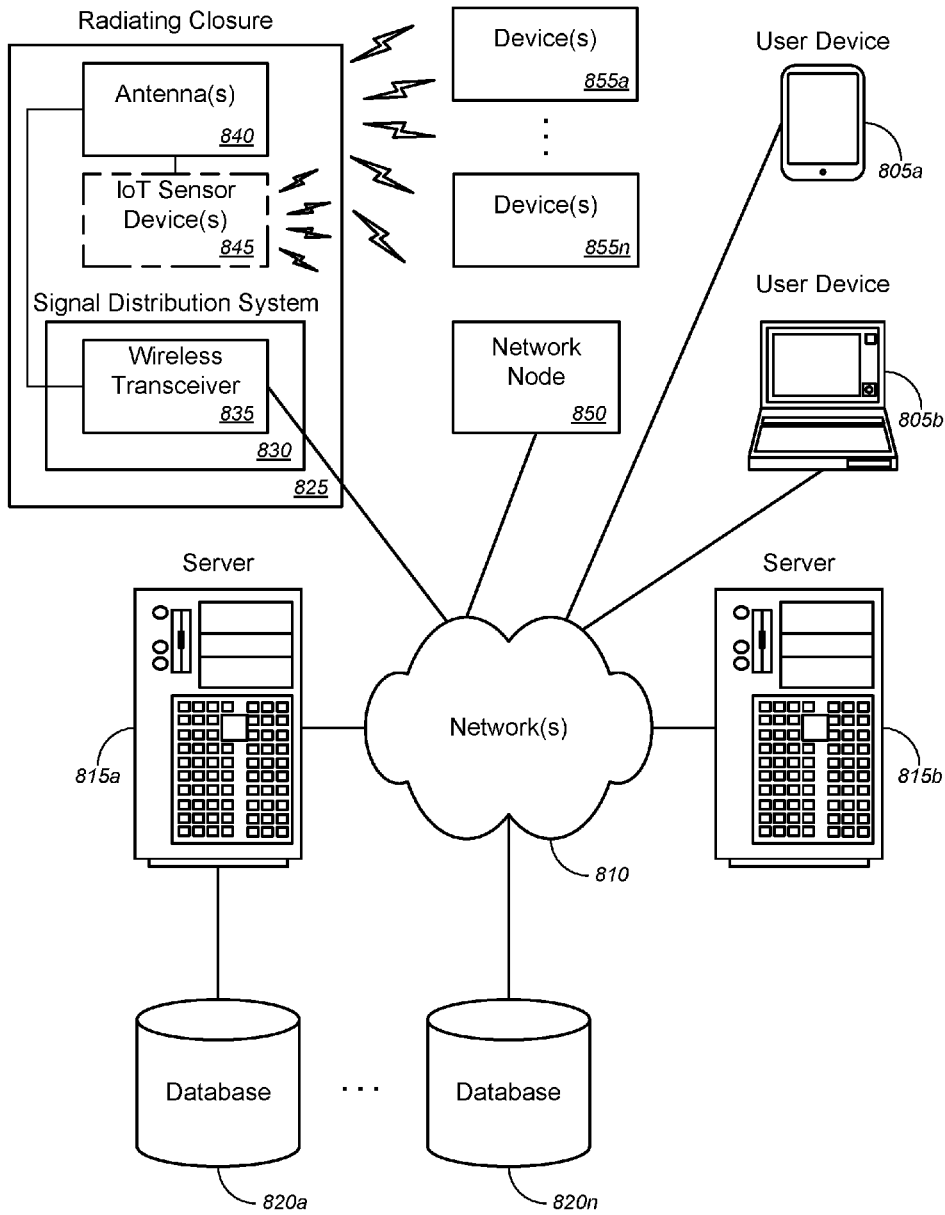 Radiating Closure
Antenna(s)
840
IoT Sensor
Device(s)
845
Signal Distribution System
Wireless
Transceiver
835
830
825
Device(s)
855a
Device(s)
855n
Network
Node
850
User Device
805a
User Device
805b
Server
815a
Network(s)
810
Server
815b
Database
820a
. . .
Database
820n